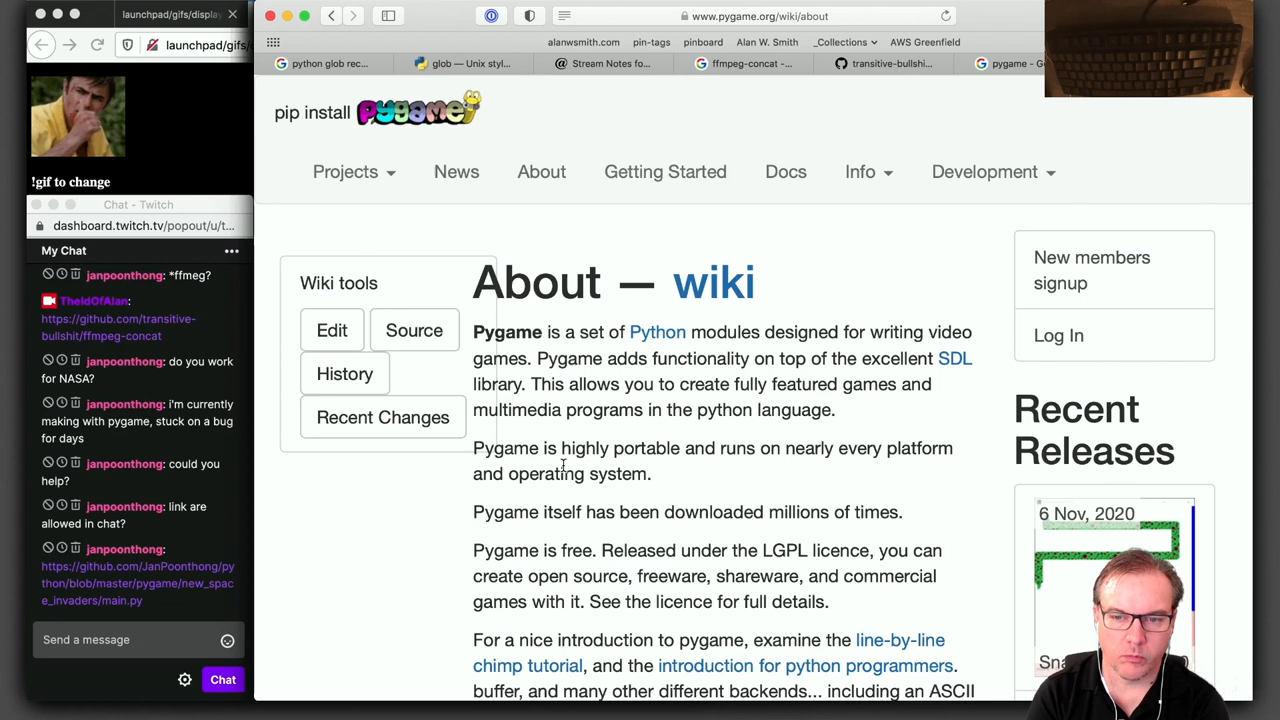 launchpad/gifs/display
launchpad/gifs/
!gif to change
Chat - Twitch
dashboard.twitch.tv/popout/u/t...
My Chat
janpoonthong: *ffmeg?
TheIdOfAlan:
https://github.com/transitive-
bullshit/ffmpeg-concat
janpoonthong: do you work
for NASA?
janpoonthong: i'm currently
making with pygame, stuck on a bug
for days
janpoonthong: could you
help?
janpoonthong: link are
allowed in chat?
janpoonthong:
https://github.com/JanPoonthong/py
thon/blob/master/pygame/new_spac
e_invaders/main.py
Send a message
Chat
www.pygame.org/wiki/about
alanwsmith.com pin-tags pinboard Alan W. Smith _Collections AWS Greenfield
python glob rec... glob — Unix styl... Stream Notes fo... ffmpeg-concat -... transitive-bullshi... pygame - G
pip install pygame
Projects News About Getting Started Docs Info Development
Wiki tools
Edit Source
History
Recent Changes
About — wiki
Pygame is a set of Python modules designed for writing video
games. Pygame adds functionality on top of the excellent SDL
library. This allows you to create fully featured games and
multimedia programs in the python language.
Pygame is highly portable and runs on nearly every platform
and operating system.
Pygame itself has been downloaded millions of times.
Pygame is free. Released under the LGPL licence, you can
create open source, freeware, shareware, and commercial
games with it. See the licence for full details.
For a nice introduction to pygame, examine the line-by-line
chimp tutorial, and the introduction for python programmers.
buffer, and many other different backends... including an ASCII
New members
signup
Log In
Recent
Releases
6 Nov, 2020